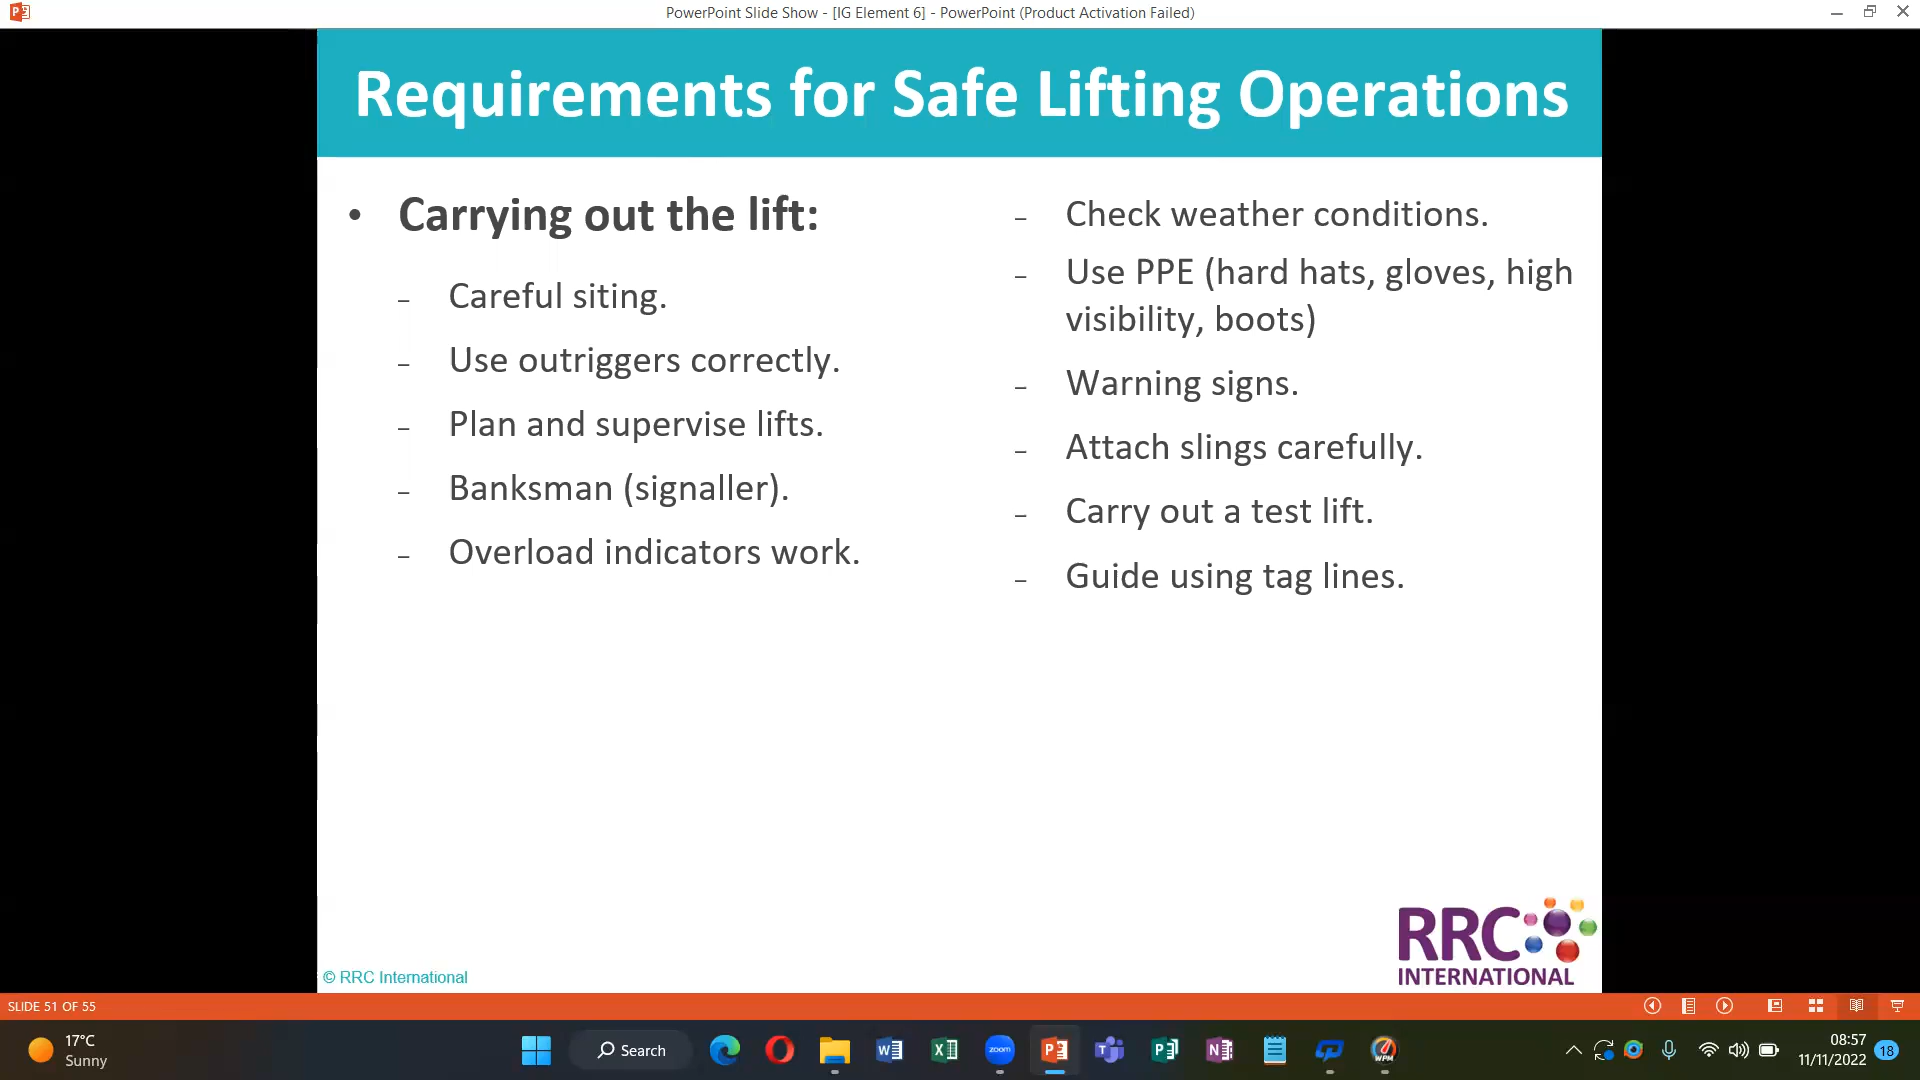 PowerPoint Slide Show - [IG Element 6] - PowerPoint (Product Activation Failed)
Requirements for Safe Lifting Operations
• Carrying out the lift:
– Careful siting.
– Use outriggers correctly.
– Plan and supervise lifts.
– Banksman (signaller).
– Overload indicators work.
– Check weather conditions.
– Use PPE (hard hats, gloves, high
visibility, boots)
– Warning signs.
– Attach slings carefully.
– Carry out a test lift.
– Guide using tag lines.
RRC
INTERNATIONAL
© RRC International
SLIDE 51 OF 55
17°C
Sunny
Search
zoom
WPM
08:57
11/11/2022
18